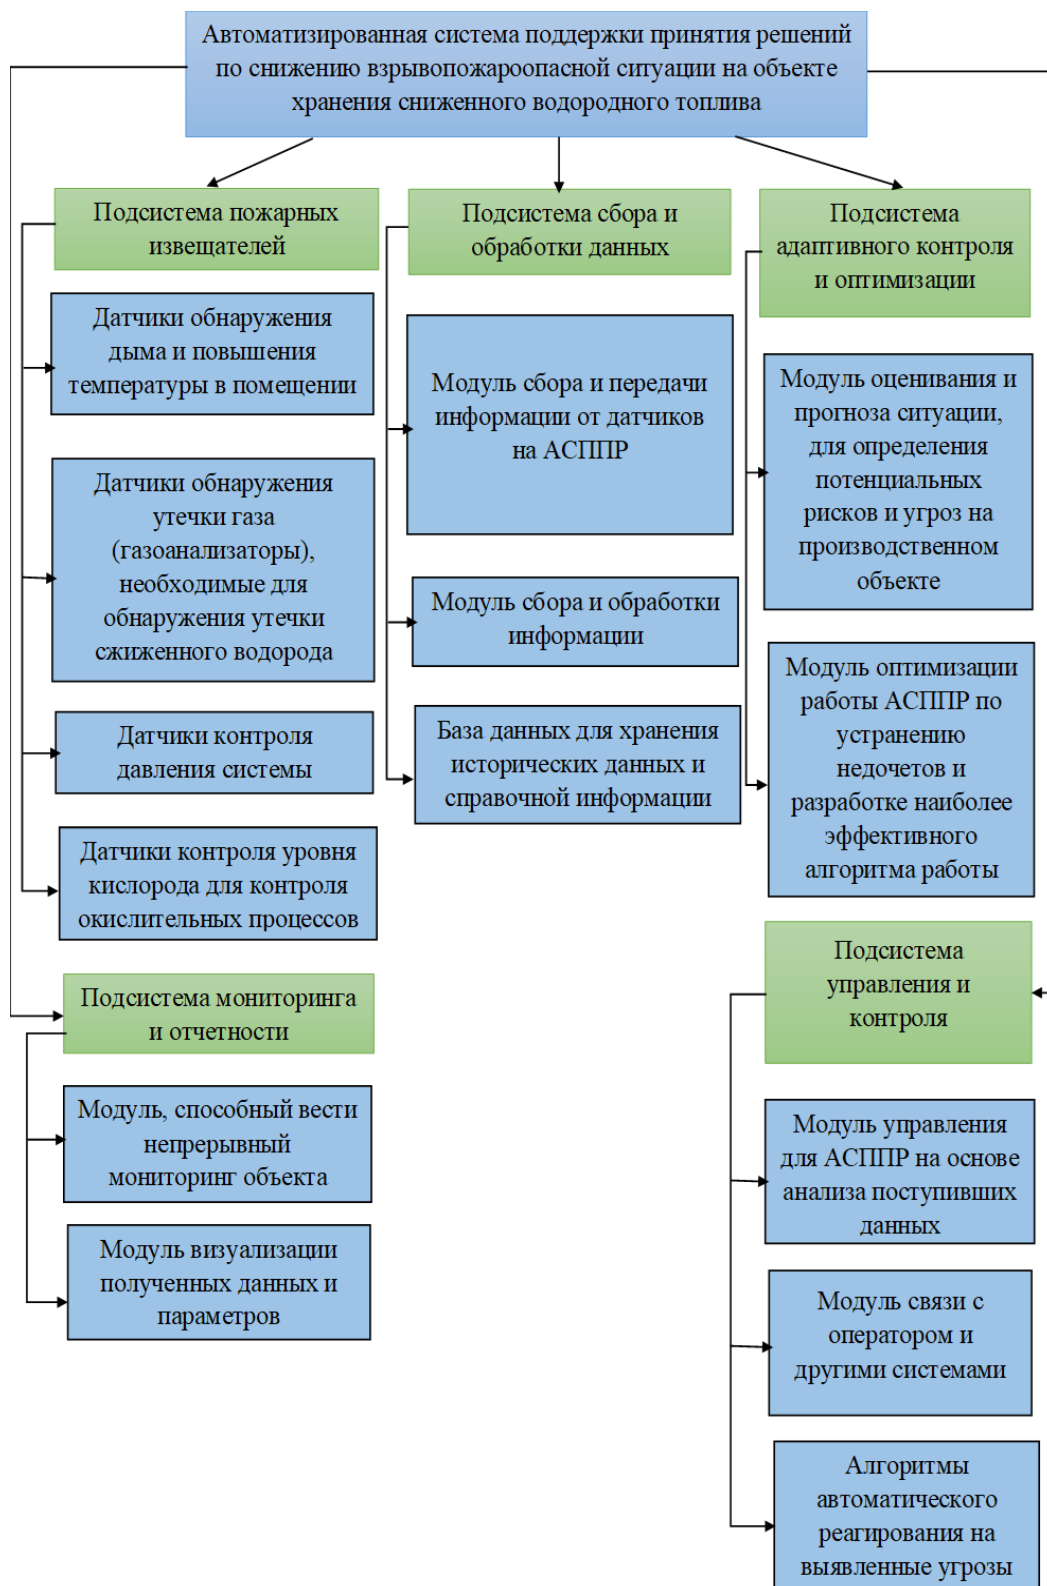 Автоматизированная система поддержки принятия решений
по снижению взрывопожароопасной ситуации на объекте
хранения сниженного водородного топлива
Подсистема пожарных
извещателей
Датчики обнаружения
дыма и повышения
температуры в помещении
Датчики обнаружения
утечки газа
(газоанализаторы),
необходимые для
обнаружения утечки
сжиженного водорода
Датчики контроля
давления системы
Датчики контроля уровня
кислорода для контроля
окислительных процессов
Подсистема сбора и
обработки данных
Модуль сбора и передачи
информации от датчиков
на АСППР
Модуль сбора и обработки
информации
База данных для хранения
исторических данных и
справочной информации
Подсистема
адаптивного контроля
и оптимизации
Модуль оценивания и
прогноза ситуации,
для определения
потенциальных
рисков и угроз на
производственном
объекте
Модуль оптимизации
работы АСППР по
устранению
недочетов и
разработке наиболее
эффективного
алгоритма работы
Подсистема мониторинга
и отчетности
Модуль, способный вести
непрерывный
мониторинг объекта
Модуль визуализации
полученных данных и
параметров
Подсистема
управления и
контроля
Модуль управления
для АСППР на основе
анализа поступивших
данных
Модуль связи с
оператором и
другими системами
Алгоритмы
автоматического
реагирования на
выявленные угрозы